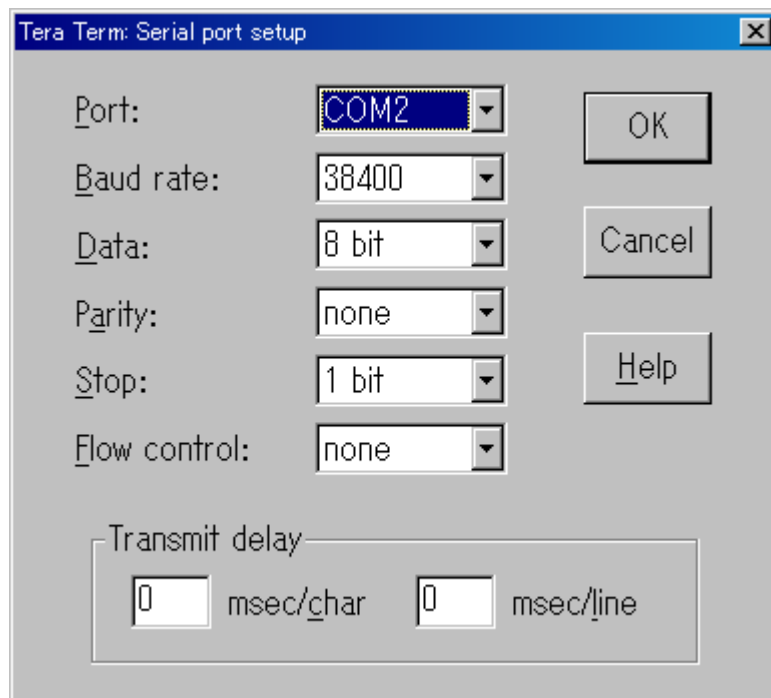 Tera Term: Serial port setup
Port: COM2 OK
Baud rate: 38400
Data: 8 bit Cancel
Parity: none
Stop: 1 bit Help
Flow control: none
Transmit delay
0 msec/char 0 msec/line